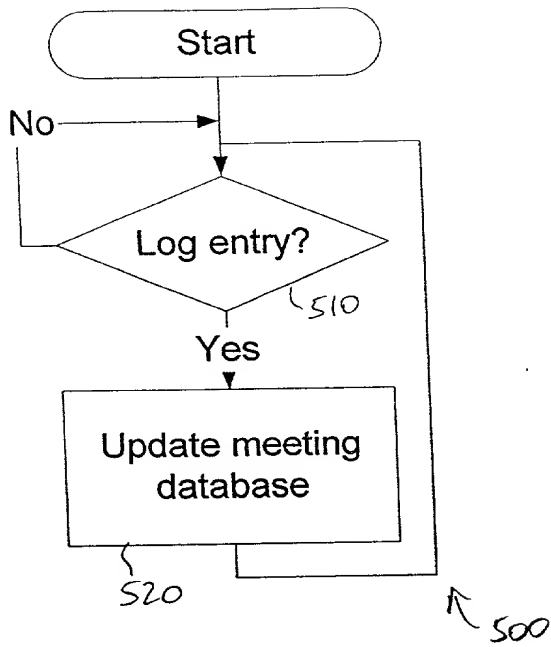 Start
No
Log entry?
510
Yes
Update meeting
database
520
500